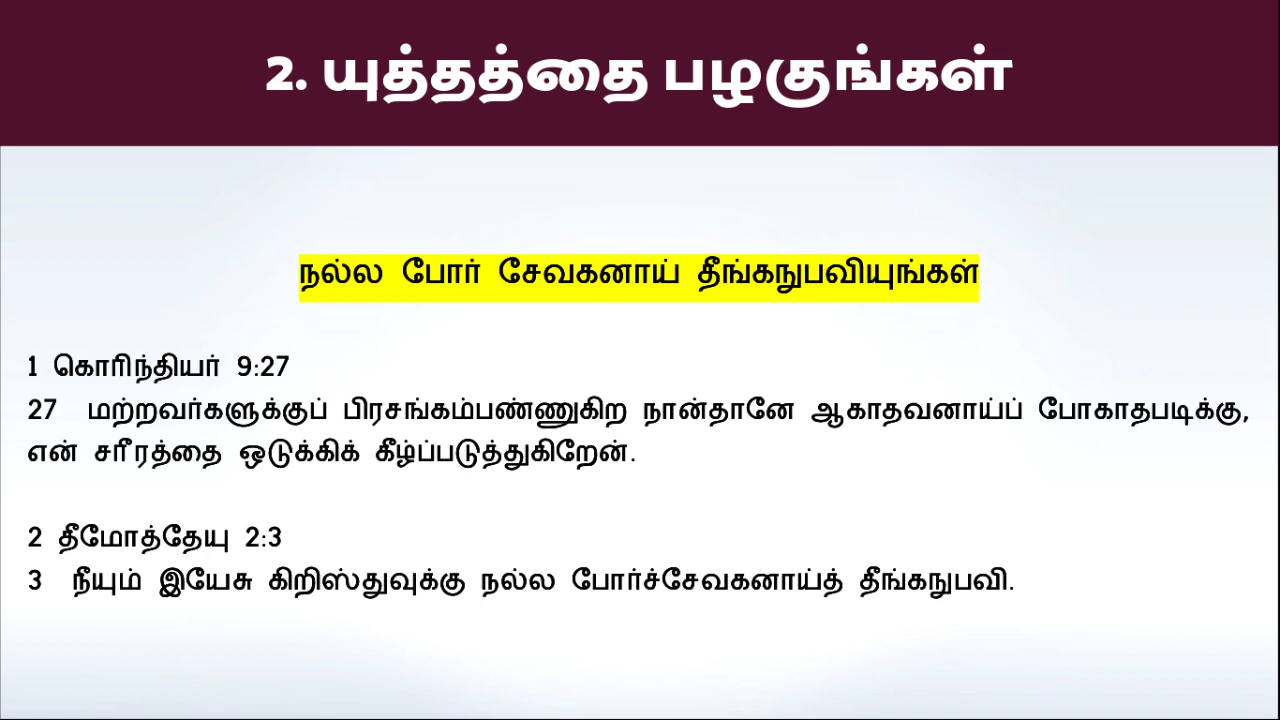 2. யுத்தத்தை பழகுங்கள்
நல்ல போர் சேவகனாய் தீங்கநுபவியுங்கள்
1 கொரிந்தியர் 9:27
27 மற்றவர்களுக்குப் பிரசங்கம்பண்ணுகிற நான்தானே ஆகாதவனாய்ப் போகாதபடிக்கு,
என் சரீரத்தை ஒடுக்கிக் கீழ்ப்படுத்துகிறேன்.
2 தீமோத்தேயு 2:3
3 நீயும் இயேசு கிறிஸ்துவுக்கு நல்ல போர்ச்சேவகனாய்த் தீங்கநுபவி.